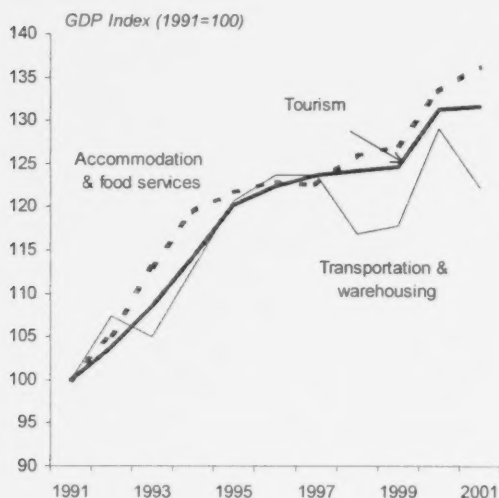 GDP Index (1991=100)
140
135
130
125
120
115
110
105
100
95
90
Tourism
Accommodation
& food services
Transportation &
warehousing
1991
1993
1995
1997
1999
2001